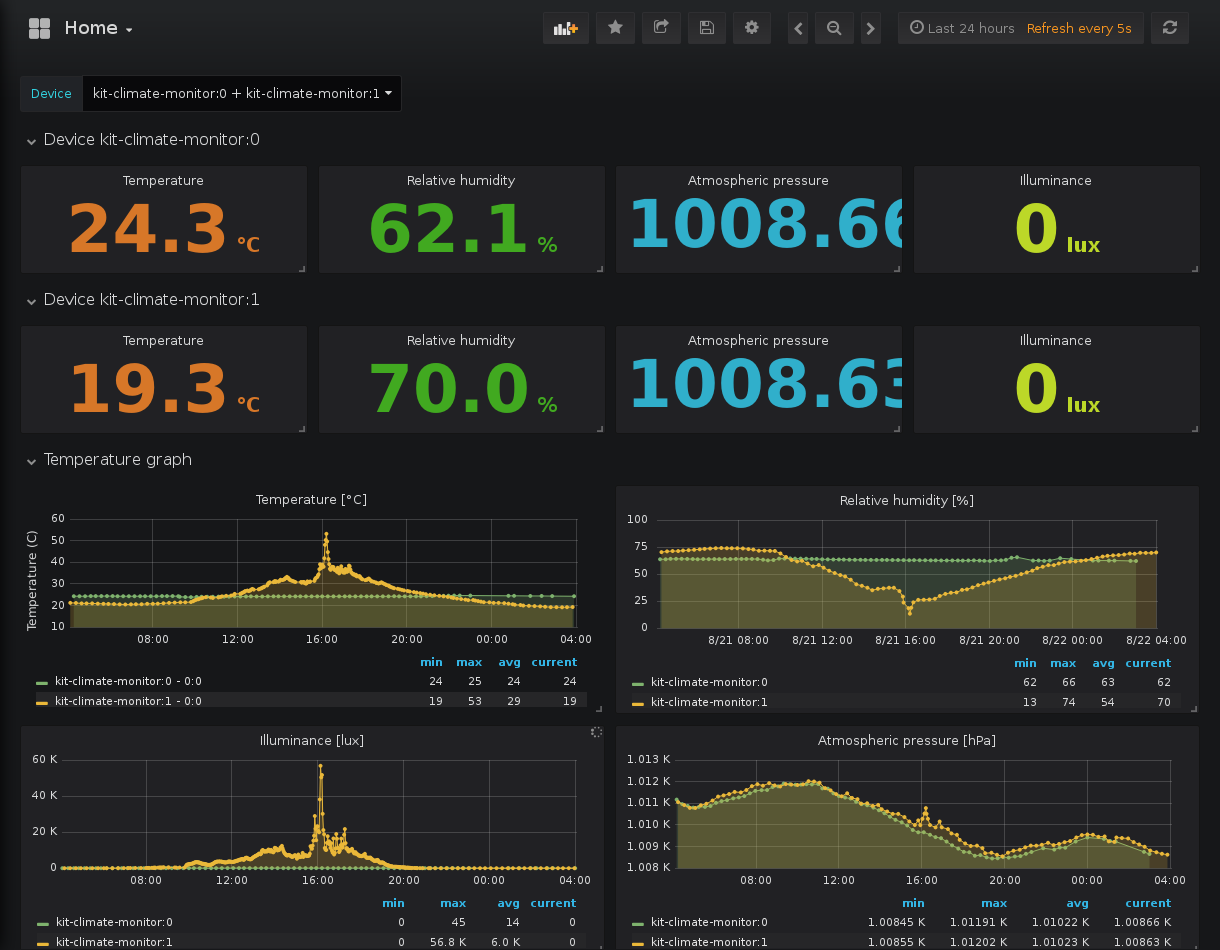 Home
Last 24 hours Refresh every 5s
Device kit-climate-monitor:0 + kit-climate-monitor:1
Device kit-climate-monitor:0
Temperature Relative humidity Atmospheric pressure Illuminance
24.3 °C 62.1 % 1008.66 0 lux
Device kit-climate-monitor:1
Temperature Relative humidity Atmospheric pressure Illuminance
19.3 °C 70.0 % 1008.63 0 lux
Temperature graph
Temperature [°C]
Temperature (C)
60
50
40
30
20
10
08:00 12:00 16:00 20:00 00:00 04:00
min max avg current
kit-climate-monitor:0 - 0:0 24 25 24 24
kit-climate-monitor:1 - 0:0 19 53 29 19
Relative humidity [%]
100
75
50
25
0
8/21 08:00 8/21 12:00 8/21 16:00 8/21 20:00 8/22 00:00 8/22 04:00
min max avg current
kit-climate-monitor:0 62 66 63 62
kit-climate-monitor:1 13 74 54 70
Illuminance [lux]
60 K
40 K
20 K
0
08:00 12:00 16:00 20:00 00:00 04:00
min max avg current
kit-climate-monitor:0 0 45 14 0
kit-climate-monitor:1 0 56.8 K 6.0 K 0
Atmospheric pressure [hPa]
1.013 K
1.012 K
1.011 K
1.010 K
1.009 K
1.008 K
08:00 12:00 16:00 20:00 00:00 04:00
min max avg current
kit-climate-monitor:0 1.00845 K 1.01191 K 1.01022 K 1.00866 K
kit-climate-monitor:1 1.00855 K 1.01202 K 1.01023 K 1.00863 K